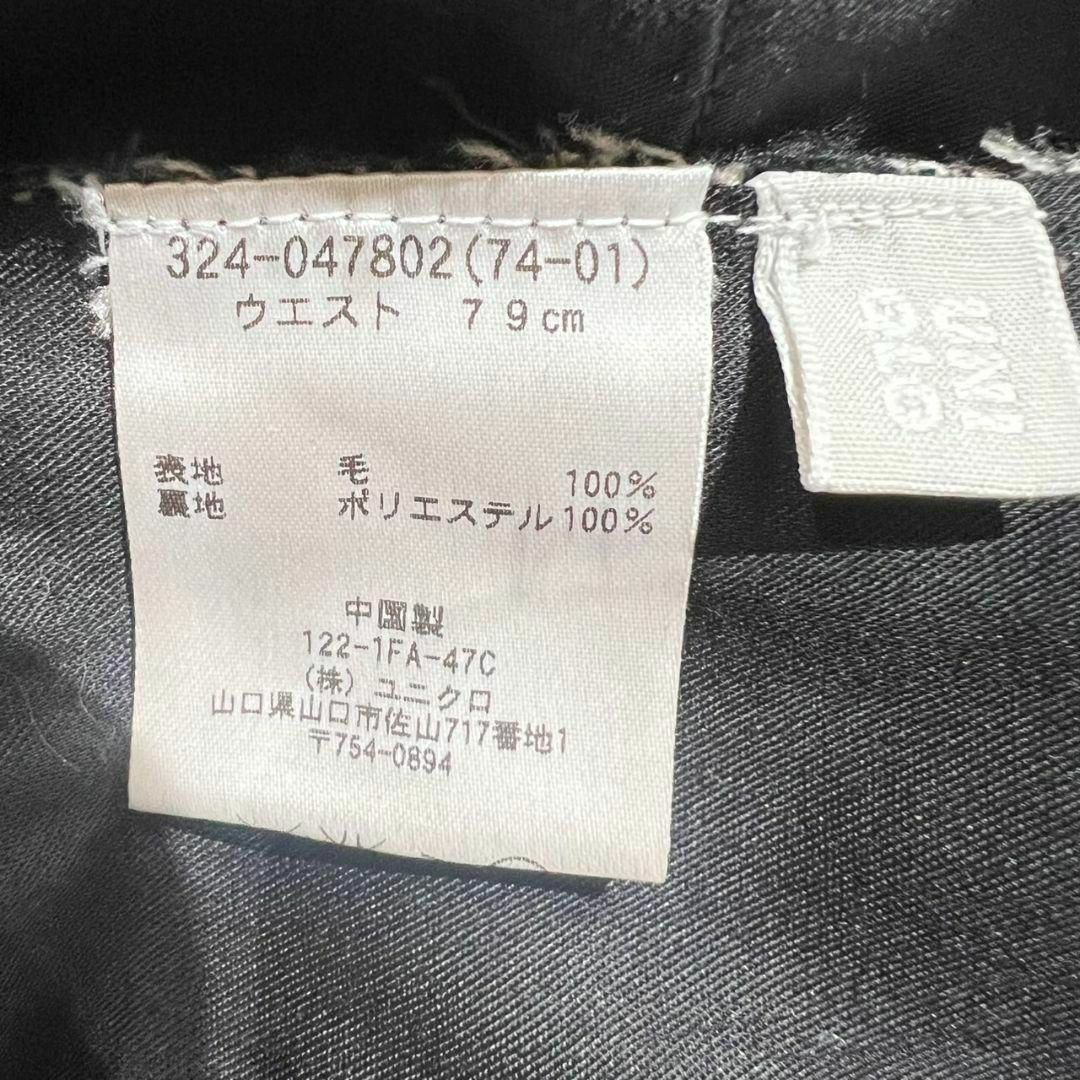 324-047802(74-01)
ウエスト 79cm
表地 毛 100%
裏地 ポリエステル100%
中国製
122-1FA-47C
(株)ユニクロ
山口県山口市佐山717番地1
〒754-0894